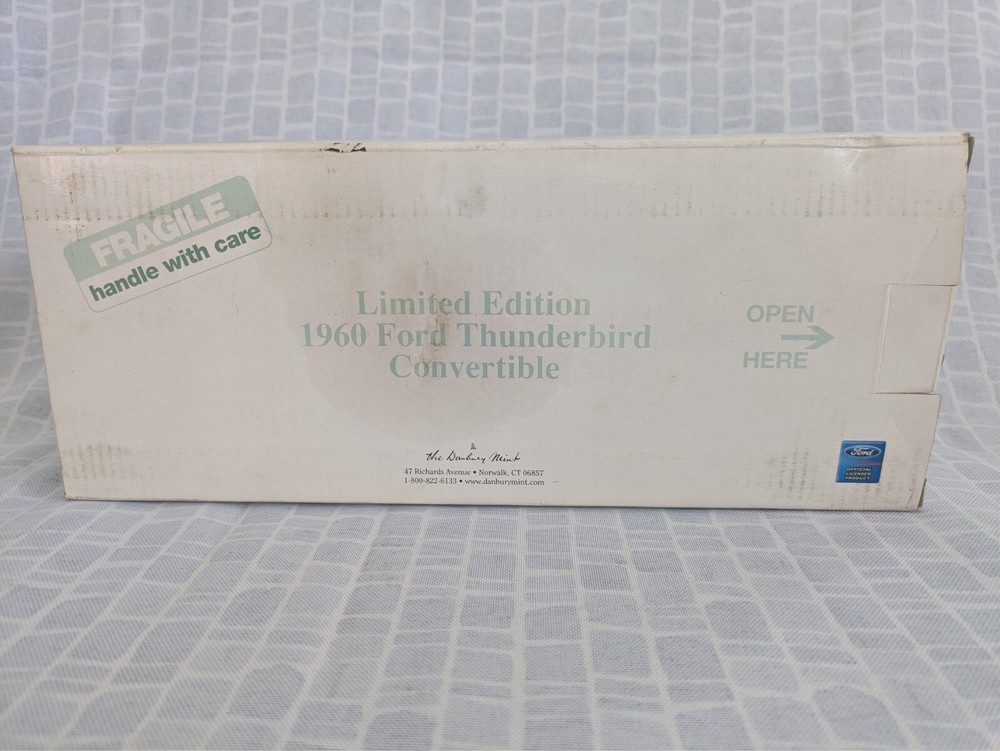 FRAGILE
handle with care
Limited Edition
1960 Ford Thunderbird
Convertible
OPEN
HERE
the Danbury Mint
47 Richards Avenue • Norwalk, CT 06857
1-800-822-6133 • www.danburymint.com
Ford
OFFICIAL
LICENSED
PRODUCT